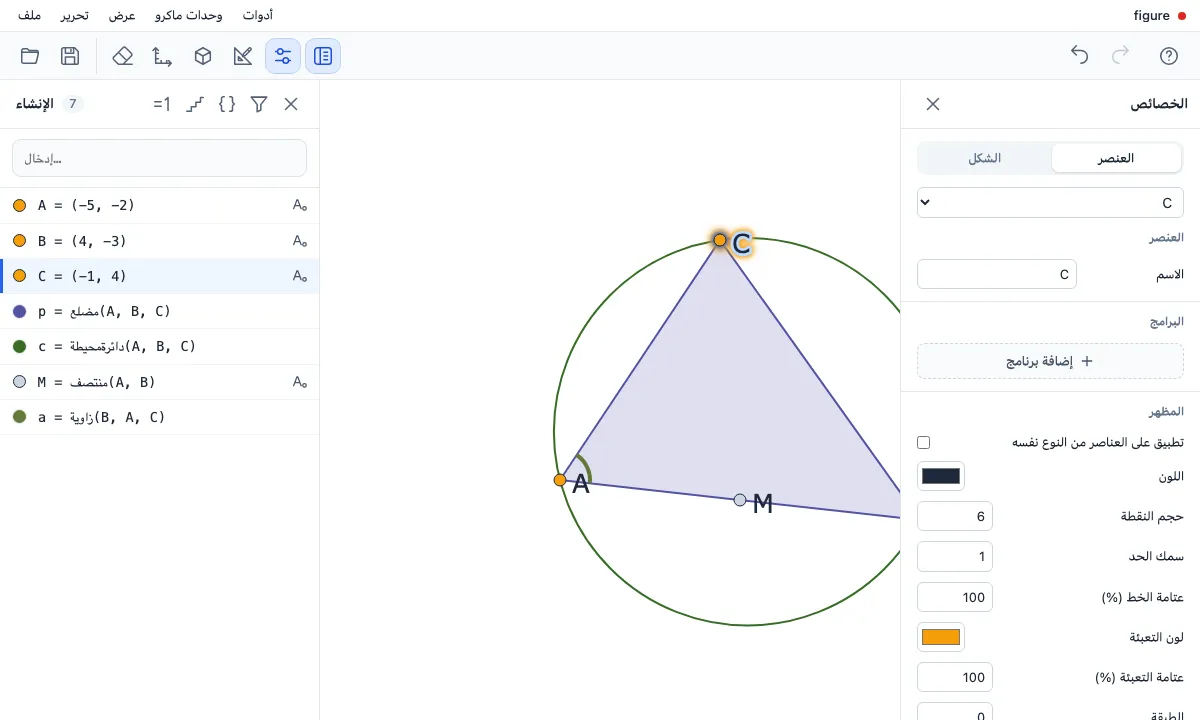 ملف تحرير عرض وحدات ماكرو أدوات
figure
الإنشاء 7
=1 { }
إدخال...
A = (−5, −2)
B = (4, −3)
C = (−1, 4)
p = مضلع(A, B, C)
c = دائرةمحيطة(A, B, C)
M = منتصف(A, B)
a = زاوية(B, A, C)
C
A
M
الخصائص
العنصر الشكل
C
العنصر
الاسم C
البرامج
+ إضافة برنامج
المظهر
تطبيق على العناصر من النوع نفسه
اللون
حجم النقطة 6
سمك الحد 1
عتامة الخط (%) 100
لون التعبئة
عتامة التعبئة (%) 100
الطبقة 0